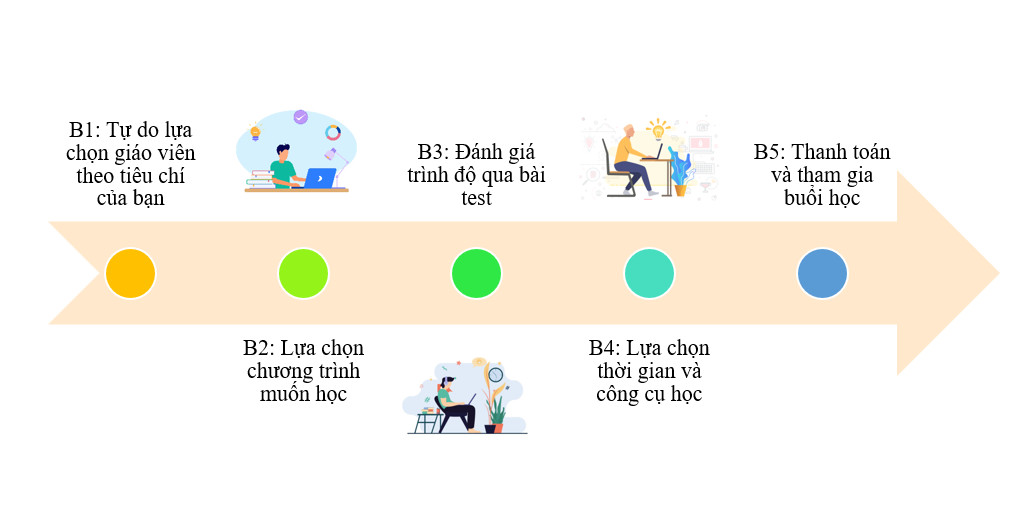 B1: Tự do lựa
chọn giáo viên
theo tiêu chí
của bạn
B2: Lựa chọn
chương trình
muốn học
B3: Đánh giá
trình độ qua bài
test
B4: Lựa chọn
thời gian và
công cụ học
B5: Thanh toán
và tham gia
buổi học